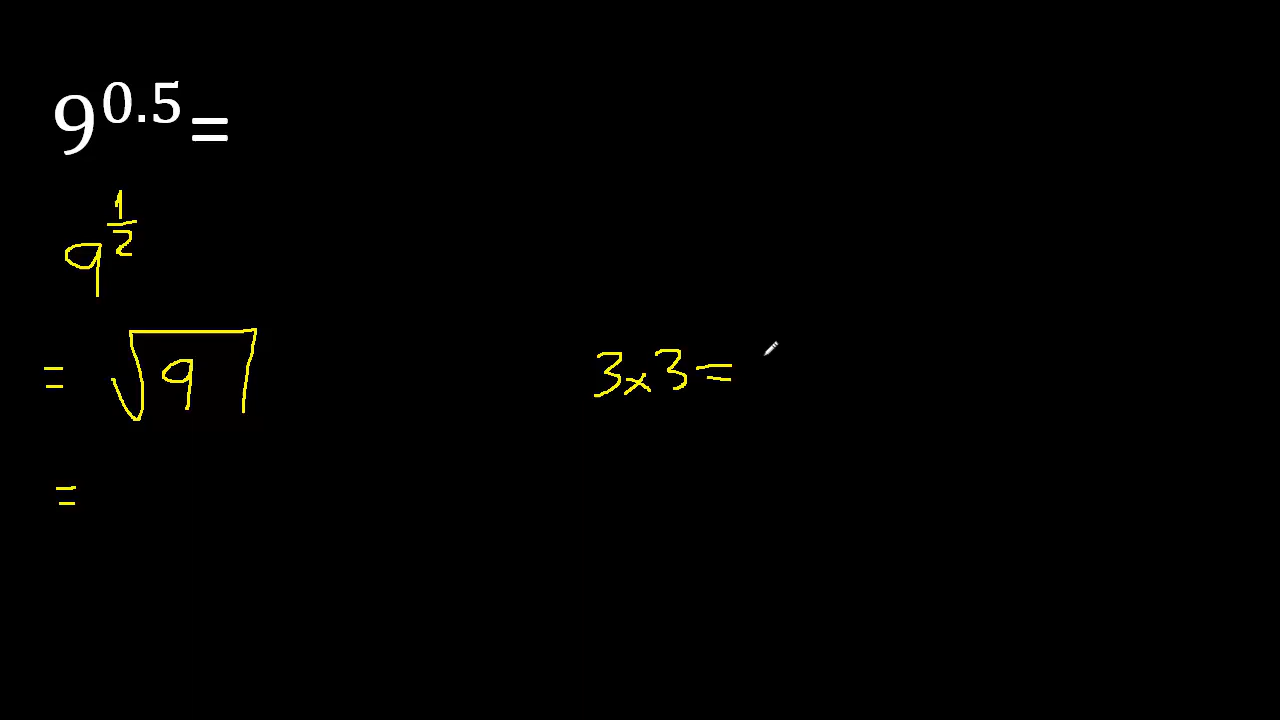 9^0.5=
9^1/2
= √9
3x3=
=